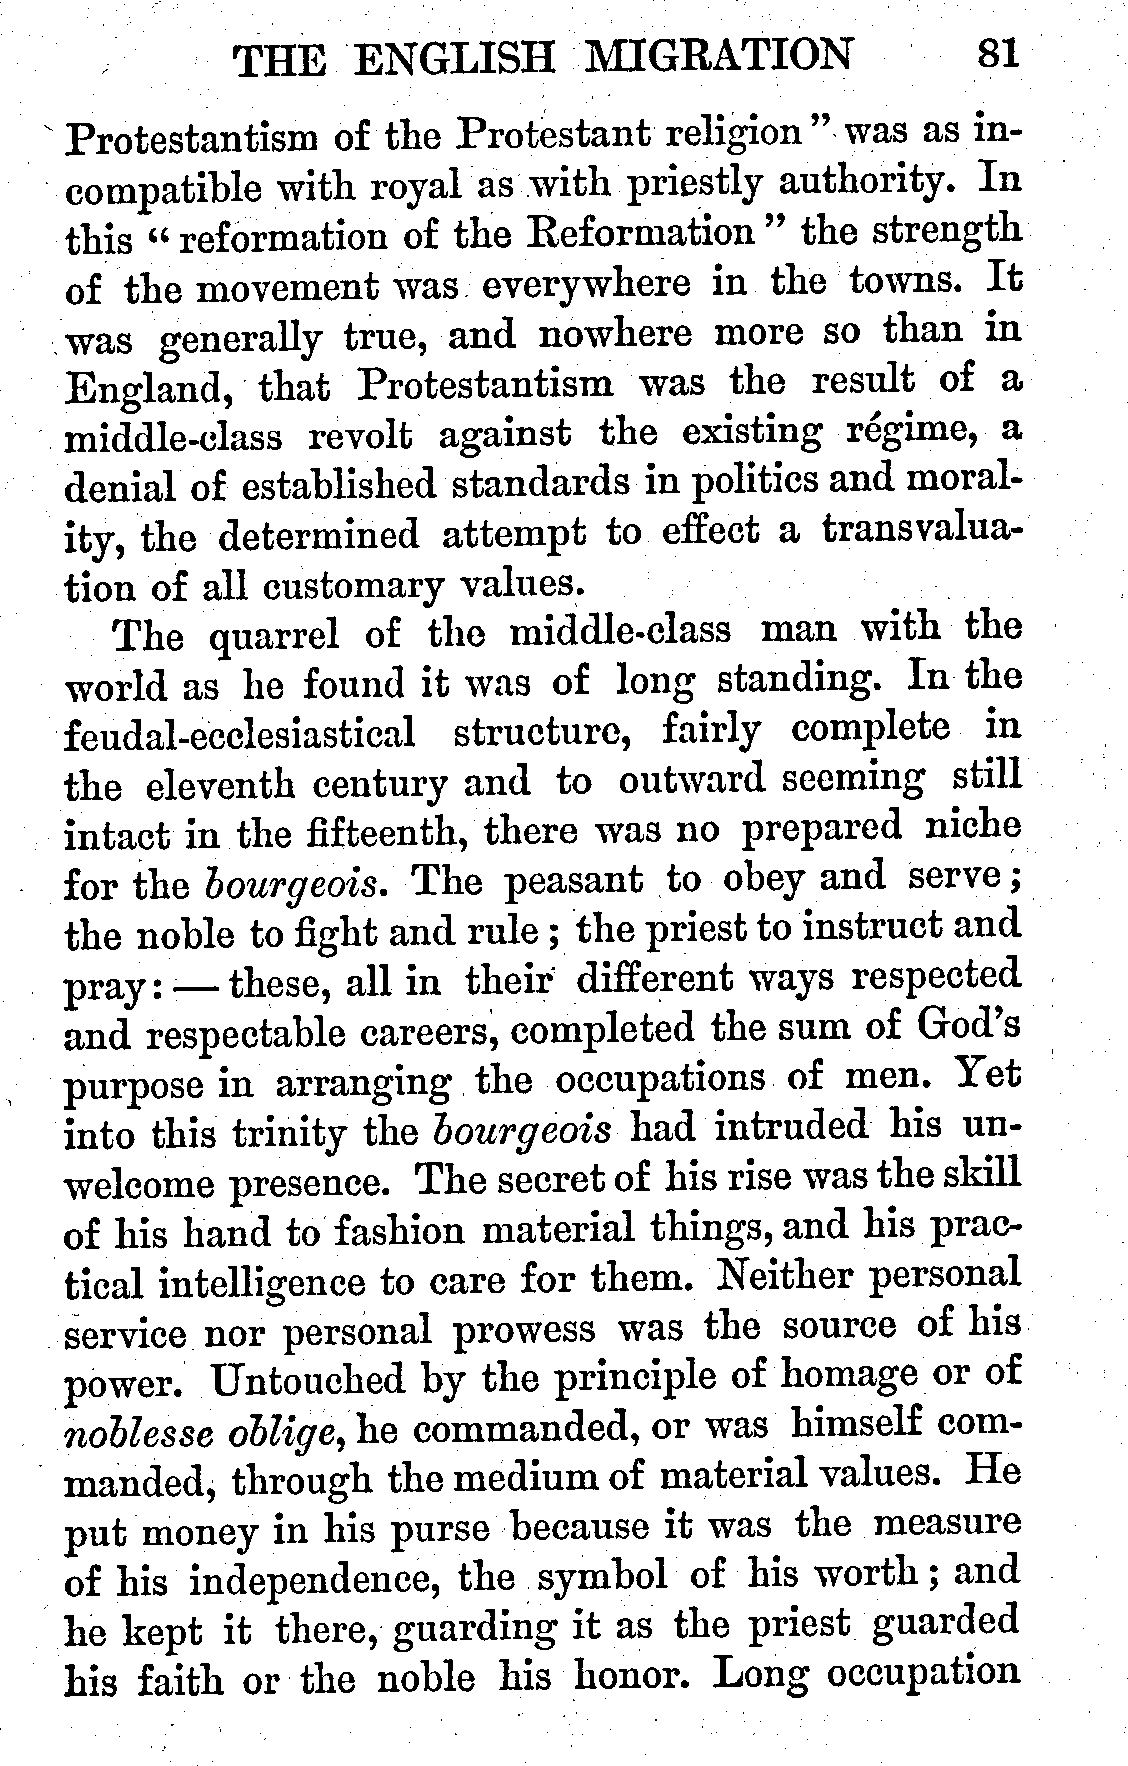 THE ENGLISH MIGRATION 81
Protestantism of the Protestant religion" was as in-
compatible with royal as with priestly authority. In
this "reformation of the Reformation" the strength
of the movement was everywhere in the towns. It
was generally true, and nowhere more so than in
England, that Protestantism was the result of a
middle-class revolt against the existing régime, a
denial of established standards in politics and moral-
ity, the determined attempt to effect a transvalua-
tion of all customary values.
The quarrel of the middle-class man with the
world as he found it was of long standing. In the
feudal-ecclesiastical structure, fairly complete in
the eleventh century and to outward seeming still
intact in the fifteenth, there was no prepared niche
for the bourgeois. The peasant to obey and serve;
the noble to fight and rule; the priest to instruct and
pray: — these, all in their different ways respected
and respectable careers, completed the sum of God's
purpose in arranging the occupations of men. Yet
into this trinity the bourgeois had intruded his un-
welcome presence. The secret of his rise was the skill
of his hand to fashion material things, and his prac-
tical intelligence to care for them. Neither personal
service nor personal prowess was the source of his
power. Untouched by the principle of homage or of
noblesse oblige, he commanded, or was himself com-
manded, through the medium of material values. He
put money in his purse because it was the measure
of his independence, the symbol of his worth; and
he kept it there, guarding it as the priest guarded
his faith or the noble his honor. Long occupation